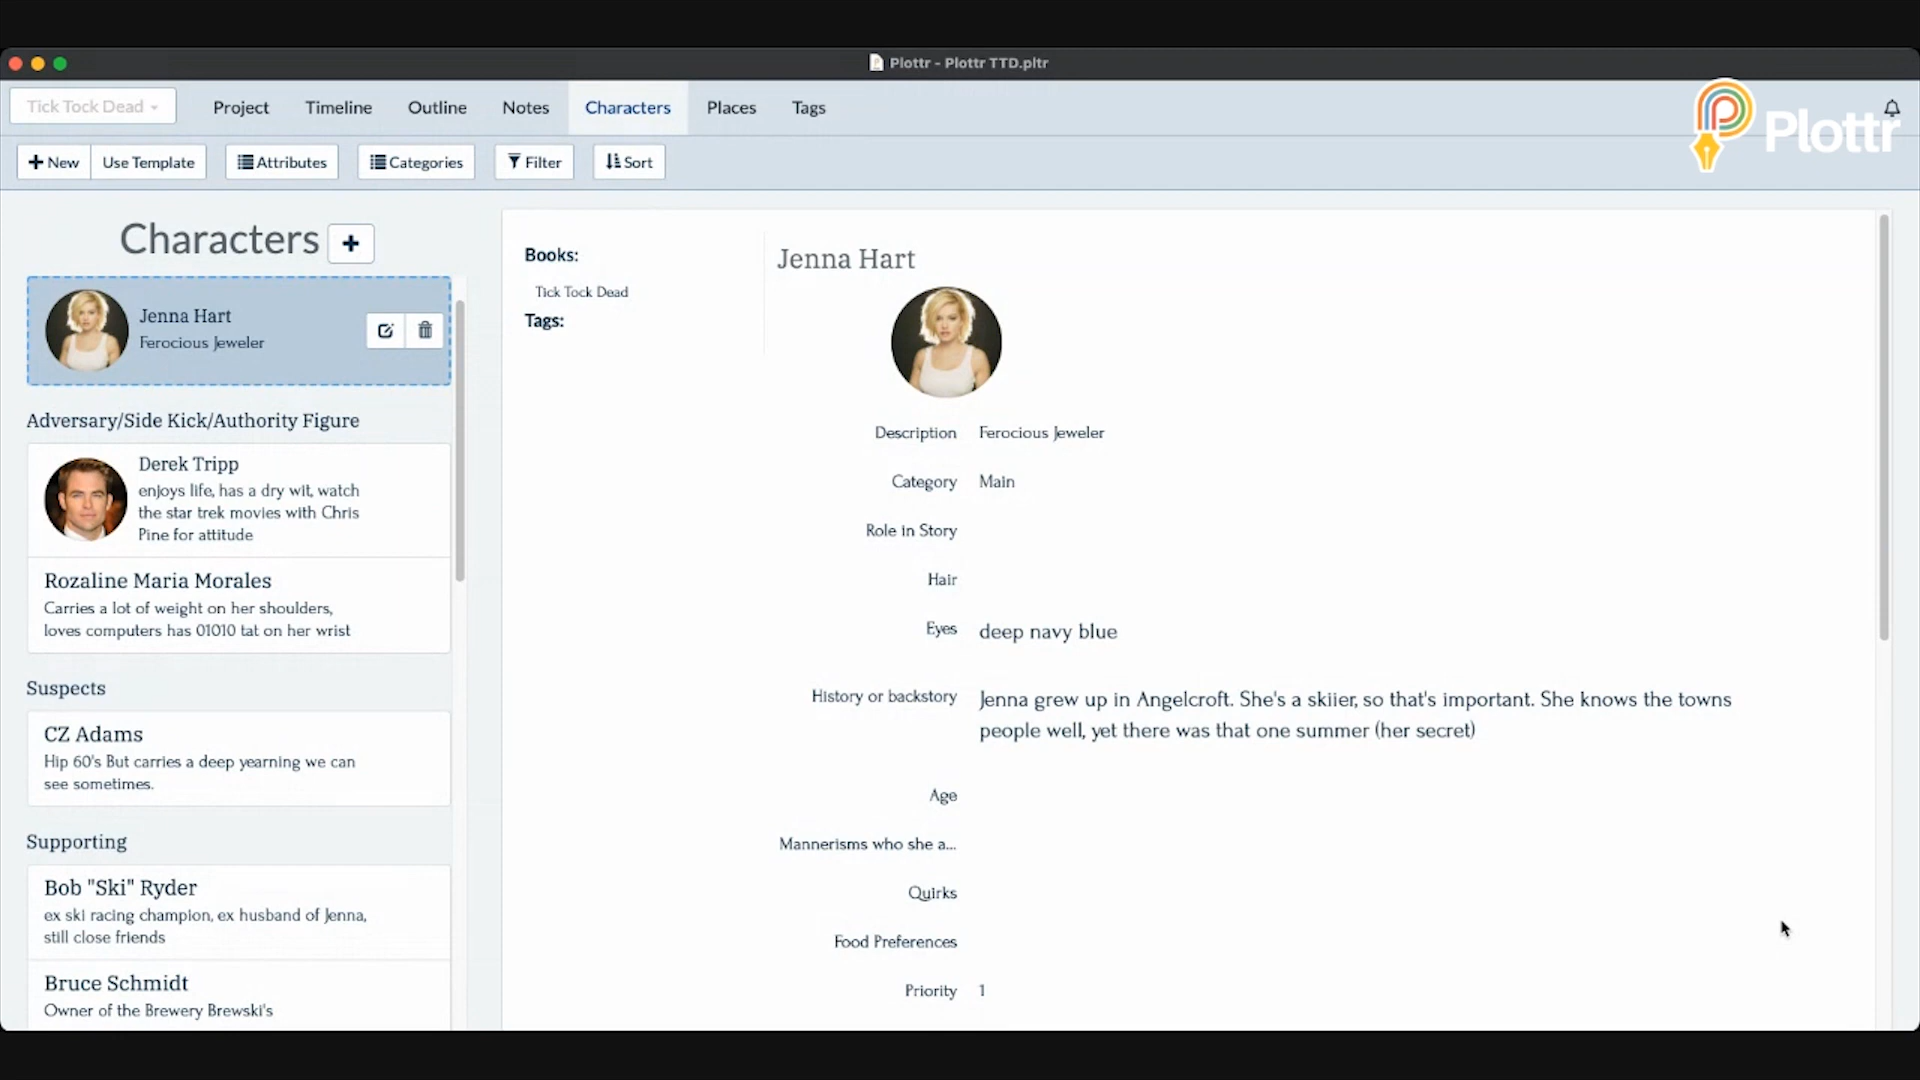 Plottr - Plottr TTD.pltr
Tick Tock Dead
Project
Timeline
Outline
Notes
Characters
Places
Tags
Plottr
New
Use Template
Attributes
Categories
Filter
Sort
Characters
Jenna Hart
Ferocious Jeweler
Adversary/Side Kick/Authority Figure
Derek Tripp
enjoys life, has a dry wit, watch
the star trek movies with Chris
Pine for attitude
Rozaline Maria Morales
Carries a lot of weight on her shoulders,
loves computers has 01010 tat on her wrist
Suspects
CZ Adams
Hip 60's But carries a deep yearning we can
see sometimes.
Supporting
Bob "Ski" Ryder
ex ski racing champion, ex husband of Jenna,
still close friends
Bruce Schmidt
Owner of the Brewery Brewski's
Books:
Tick Tock Dead
Tags:
Jenna Hart
Description Ferocious Jeweler
Category Main
Role in Story
Hair
Eyes deep navy blue
History or backstory Jenna grew up in Angelcroft. She's a skiier, so that's important. She knows the towns
people well, yet there was that one summer (her secret)
Age
Mannerisms who she a...
Quirks
Food Preferences
Priority 1